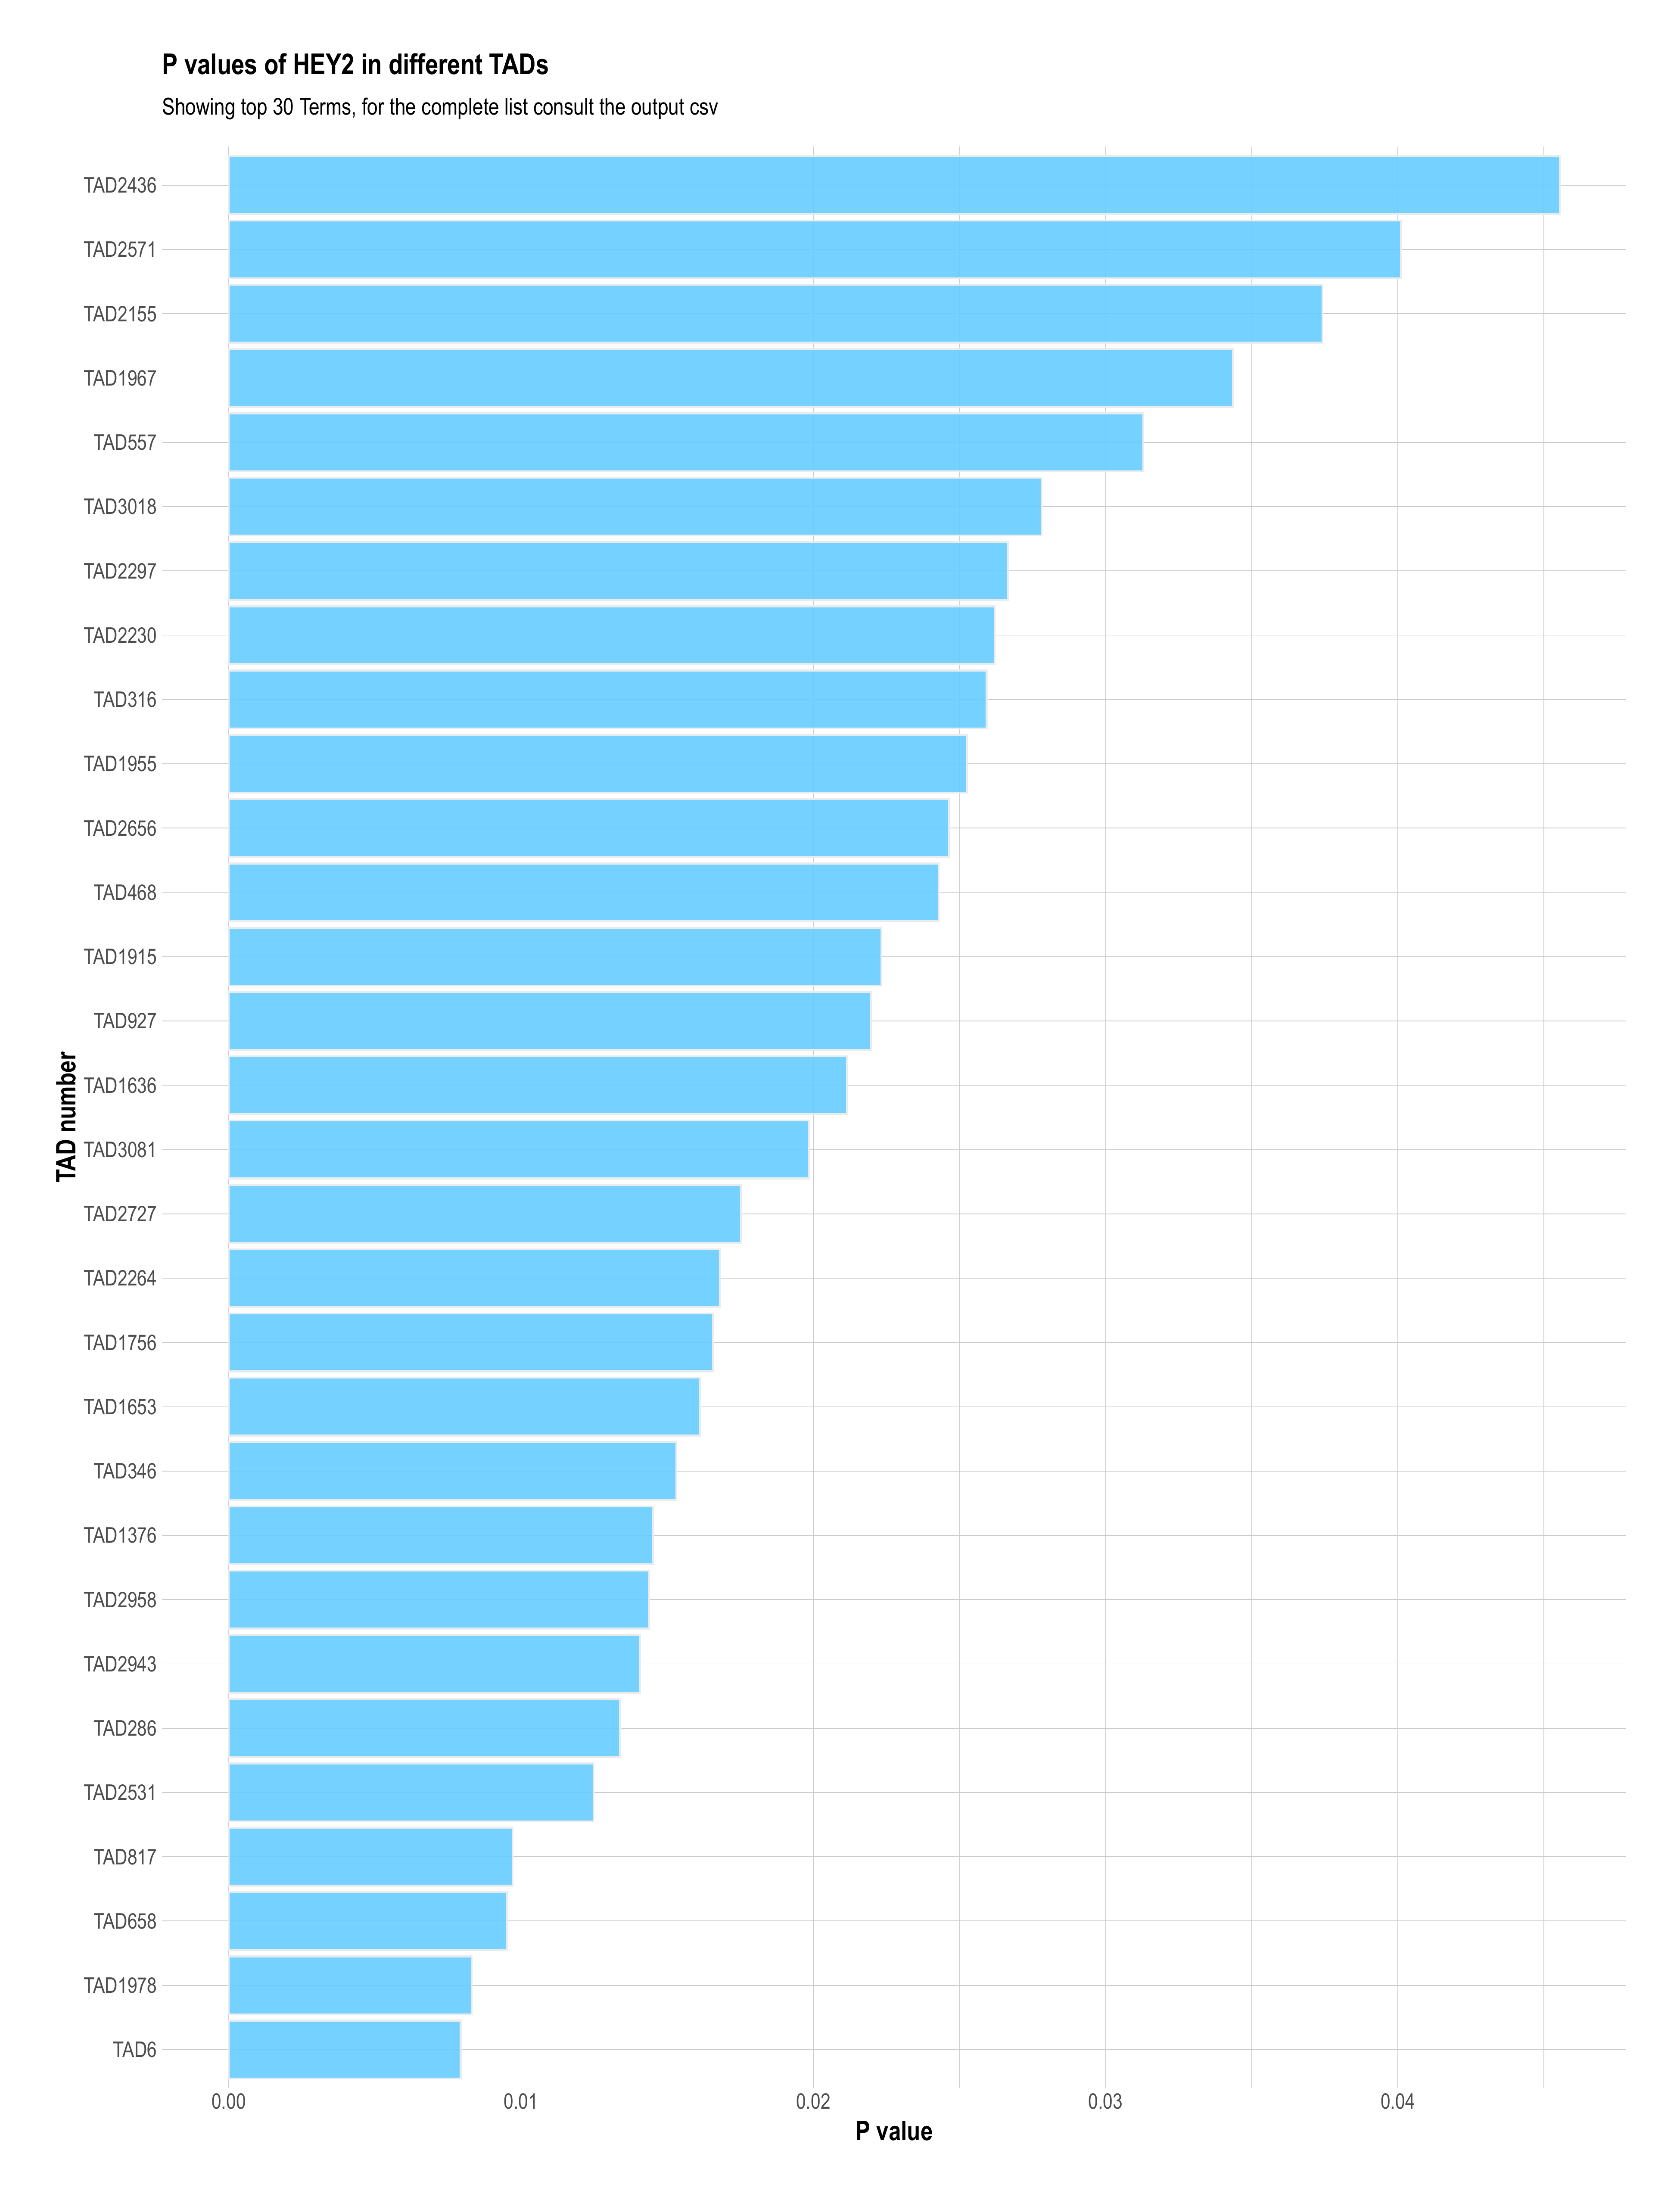 P values of HEY2 in different TADs
Showing top 30 Terms, for the complete list consult the output csv
TAD2436
TAD2571
TAD2155
TAD1967
TAD557
TAD3018
TAD2297
TAD2230
TAD316
TAD1955
TAD2656
TAD468
TAD1915
TAD927
TAD1636
TAD3081
TAD2727
TAD2264
TAD1756
TAD1653
TAD346
TAD1376
TAD2958
TAD2943
TAD286
TAD2531
TAD817
TAD658
TAD1978
TAD6
TAD number
0.00 0.01 0.02 0.03 0.04
P value